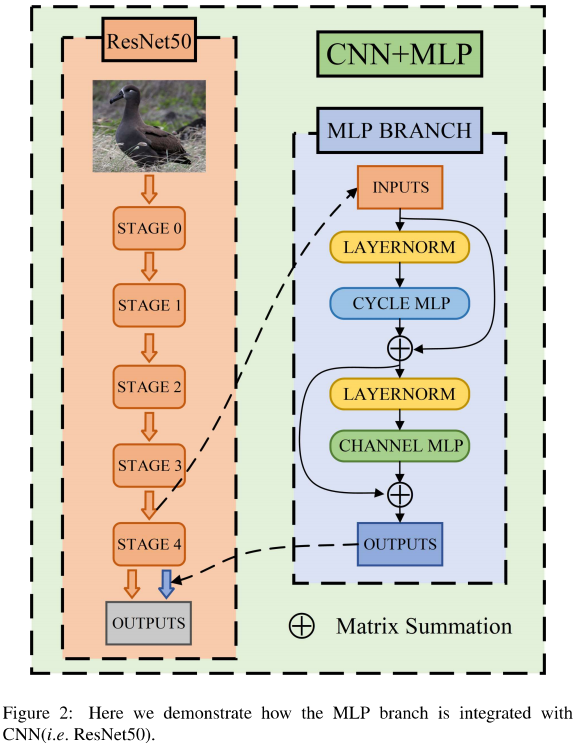 ResNet50
CNN+MLP
MLP BRANCH
STAGE 0
STAGE 1
STAGE 2
STAGE 3
STAGE 4
OUTPUTS
INPUTS
LAYERNORM
CYCLE MLP
LAYERNORM
CHANNEL MLP
OUTPUTS
Matrix Summation
Figure 2: Here we demonstrate how the MLP branch is integrated with
CNN(i.e. ResNet50).